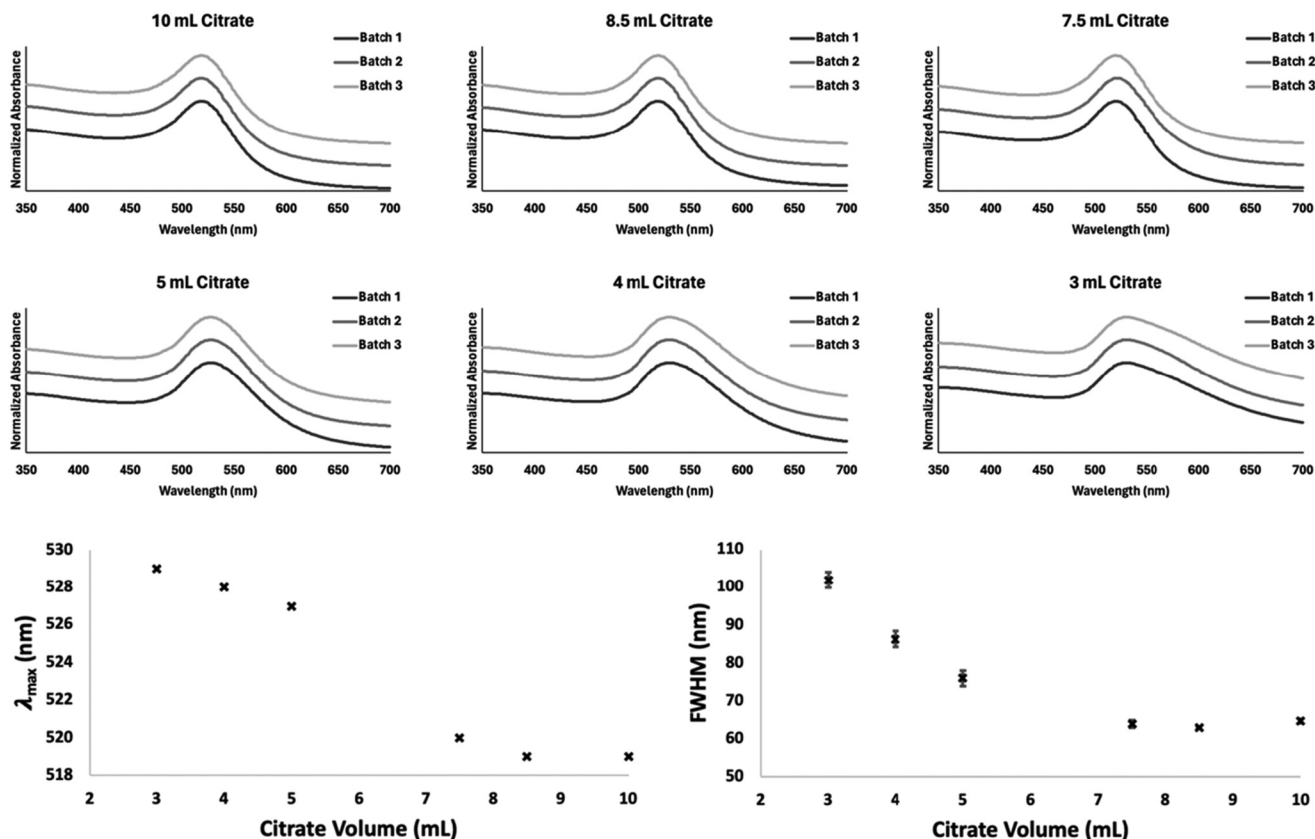 10 mL Citrate
Normalized Absorbance
Batch 1
Batch 2
Batch 3
350 400 450 500 550 600 650 700
Wavelength (nm)
8.5 mL Citrate
Normalized Absorbance
Batch 1
Batch 2
Batch 3
350 400 450 500 550 600 650 700
Wavelength (nm)
7.5 mL Citrate
Normalized Absorbance
Batch 1
Batch 2
Batch 3
350 400 450 500 550 600 650 700
Wavelength (nm)
5 mL Citrate
Normalized Absorbance
Batch 1
Batch 2
Batch 3
350 400 450 500 550 600 650 700
Wavelength (nm)
4 mL Citrate
Normalized Absorbance
Batch 1
Batch 2
Batch 3
350 400 450 500 550 600 650 700
Wavelength (nm)
3 mL Citrate
Normalized Absorbance
Batch 1
Batch 2
Batch 3
350 400 450 500 550 600 650 700
Wavelength (nm)
λmax (nm)
530
528
526
524
522
520
518
2 3 4 5 6 7 8 9 10
Citrate Volume (mL)
FWHM (nm)
110
100
90
80
70
60
50
2 3 4 5 6 7 8 9 10
Citrate Volume (mL)